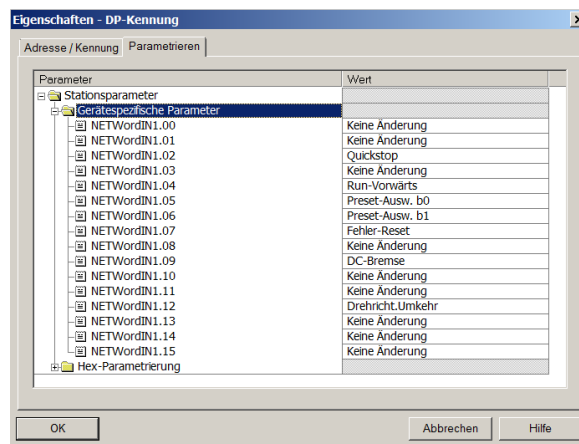 Eigenschaften - DP-Kennung
Adresse / Kennung Parametrieren
Parameter Wert
Stationsparameter
Gerätespezifische Parameter
NETWordIN1.00 Keine Änderung
NETWordIN1.01 Keine Änderung
NETWordIN1.02 Quickstop
NETWordIN1.03 Keine Änderung
NETWordIN1.04 Run-Vorwärts
NETWordIN1.05 Preset-Ausw. b0
NETWordIN1.06 Preset-Ausw. b1
NETWordIN1.07 Fehler-Reset
NETWordIN1.08 Keine Änderung
NETWordIN1.09 DC-Bremse
NETWordIN1.10 Keine Änderung
NETWordIN1.11 Keine Änderung
NETWordIN1.12 Drehricht.Umkehr
NETWordIN1.13 Keine Änderung
NETWordIN1.14 Keine Änderung
NETWordIN1.15 Keine Änderung
Hex-Parametrierung
OK Abbrechen Hilfe